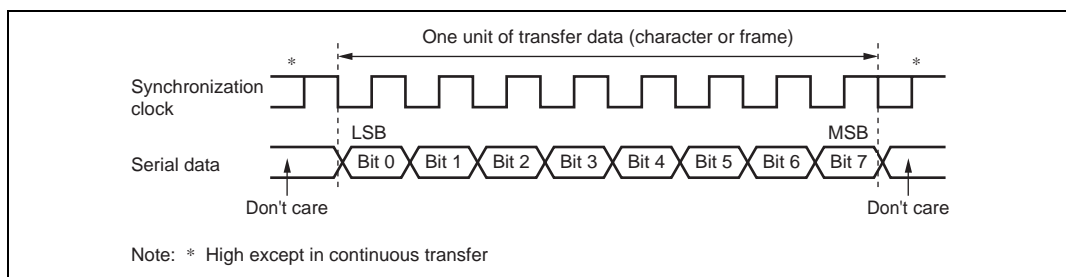 One unit of transfer data (character or frame)
* *
Synchronization
clock
LSB MSB
Serial data Bit 0 Bit 1 Bit 2 Bit 3 Bit 4 Bit 5 Bit 6 Bit 7
Don't care Don't care
Note: * High except in continuous transfer